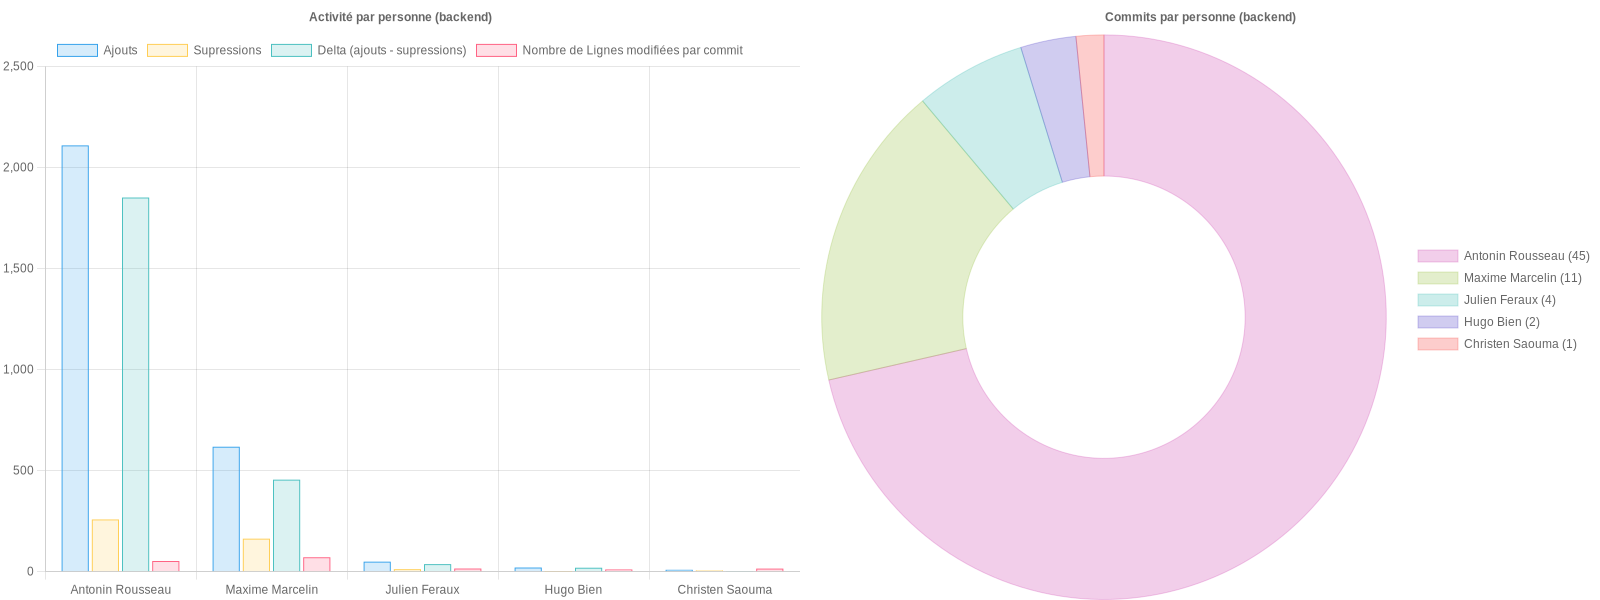 Activité par personne (backend)
Ajouts Supressions Delta (ajouts - supressions) Nombre de Lignes modifiées par commit
2,500
2,000
1,500
1,000
500
0
Antonin Rousseau Maxime Marcelin Julien Feraux Hugo Bien Christen Saouma
Commits par personne (backend)
Antonin Rousseau (45)
Maxime Marcelin (11)
Julien Feraux (4)
Hugo Bien (2)
Christen Saouma (1)